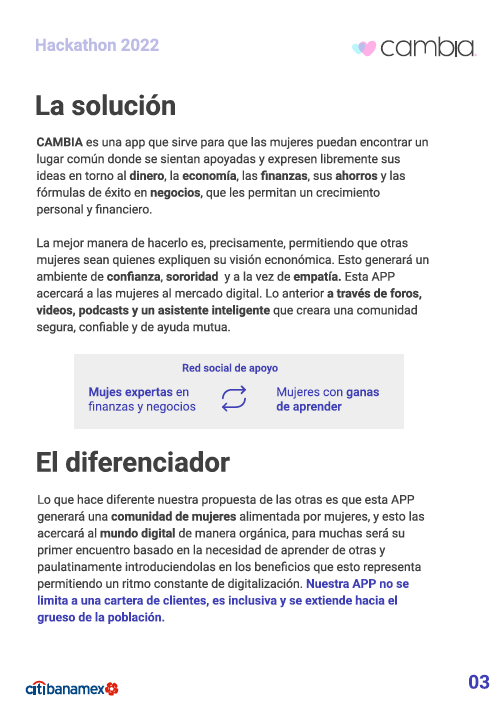 Hackathon 2022
cambia
La solución
CAMBIA es una app que sirve para que las mujeres puedan encontrar un
lugar común donde se sientan apoyadas y expresen libremente sus
ideas en torno al dinero, la economía, las finanzas, sus ahorros y las
fórmulas de éxito en negocios, que les permitan un crecimiento
personal y financiero.
La mejor manera de hacerlo es, precisamente, permitiendo que otras
mujeres sean quienes expliquen su visión ecnonómica. Esto generará un
ambiente de confianza, sororidad y a la vez de empatía. Esta APP
acercará a las mujeres al mercado digital. Lo anterior a través de foros,
videos, podcasts y un asistente inteligente que creara una comunidad
segura, confiable y de ayuda mutua.
Red social de apoyo
Mujes expertas en
finanzas y negocios
Mujeres con ganas
de aprender
El diferenciador
Lo que hace diferente nuestra propuesta de las otras es que esta APP
generará una comunidad de mujeres alimentada por mujeres, y esto las
acercará al mundo digital de manera orgánica, para muchas será su
primer encuentro basado en la necesidad de aprender de otras y
paulatinamente introduciendolas en los beneficios que esto representa
permitiendo un ritmo constante de digitalización. Nuestra APP no se
limita a una cartera de clientes, es inclusiva y se extiende hacia el
grueso de la población.
citibanamex
03